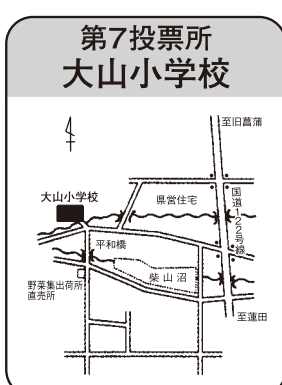 第7投票所
大山小学校
至旧菖蒲
大山小学校
県営住宅
国道122号線
平和橋
柴山沼
野菜集出荷所
直売所
至蓮田